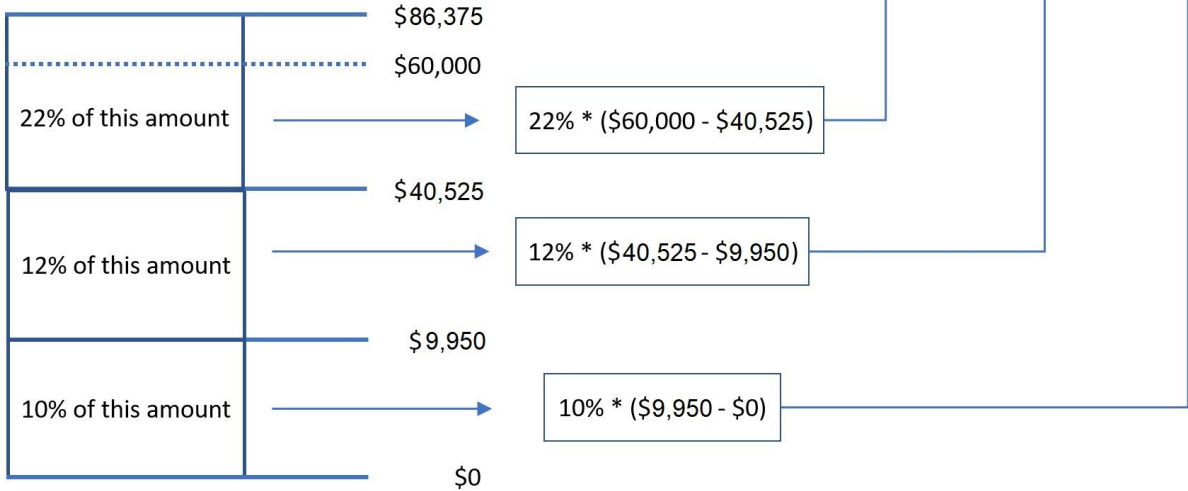 $86,375
$60,000
22% of this amount
22% * ($60,000 - $40,525)
$40,525
12% of this amount
12% * ($40,525 - $9,950)
$9,950
10% of this amount
10% * ($9,950 - $0)
$0